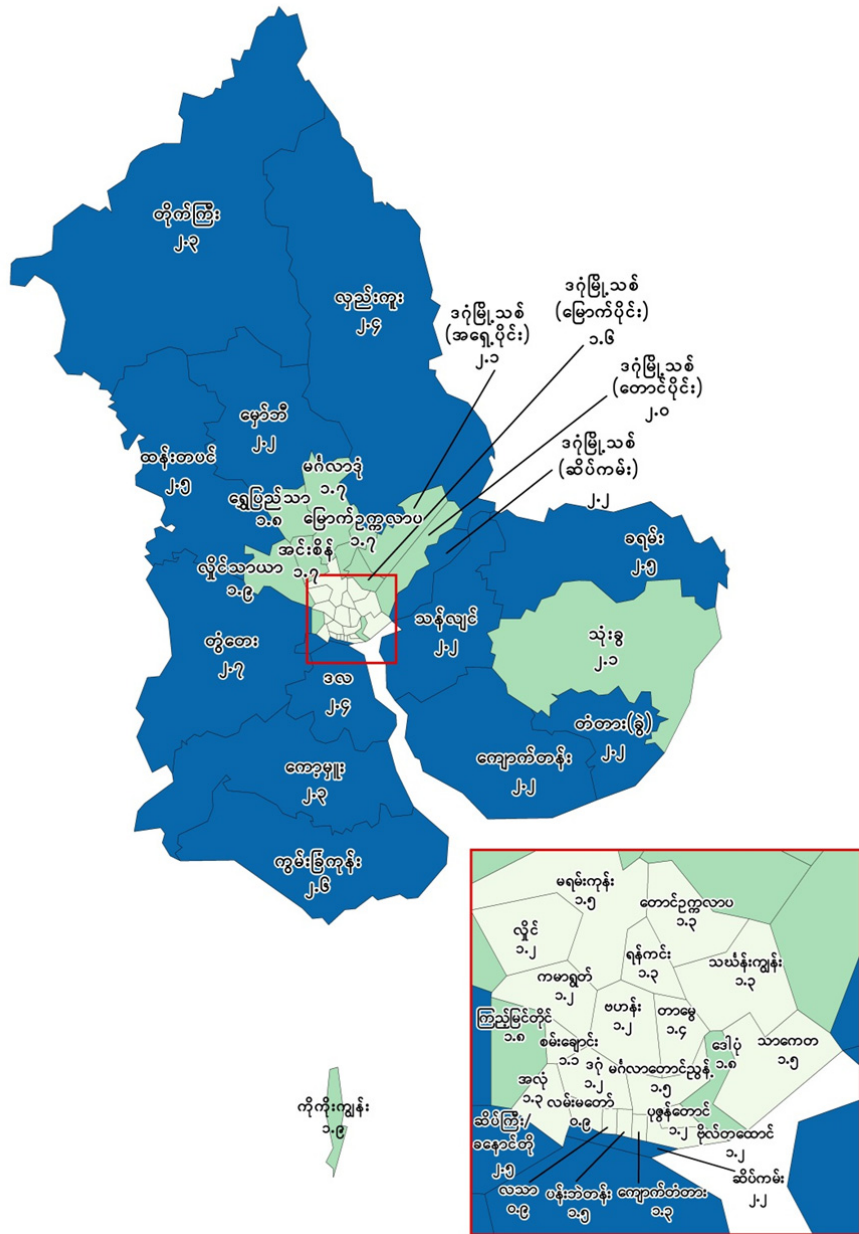 တိုက်ကြီး
၂.၃
လှည်းကူး
၂.၄
ဒဂုံမြို့သစ်
(အရှေ့ပိုင်း)
၂.၁
ဒဂုံမြို့သစ်
(မြောက်ပိုင်း)
၁.၆
ဒဂုံမြို့သစ်
(တောင်ပိုင်း)
၂.၀
ဒဂုံမြို့သစ်
(ဆိပ်ကမ်း)
၂.၂
မှော်ဘီ
၂.၂
ထန်းတပင်
၂.၅
မင်္ဂလာဒုံ
၁.၇
ရွှေပြည်သာ
၁.၈
မြောက်ဥက္ကလာပ
၁.၇
အင်းစိန်
၁.၇
လှိုင်သာယာ
၁.၉
ခရမ်း
၂.၅
သုံးခွ
၂.၁
သန်လျင်
၂.၂
တွံတေး
၂.၇
ဒလ
၂.၄
တံတား(ခွဲ)
၂.၂
ကျောက်တန်း
၂.၂
ကော့မှူး
၂.၃
ကွမ်းခြံကုန်း
၂.၆
ကိုကိုးကျွန်း
၁.၉
မရမ်းကုန်း
၁.၅
တောင်ဥက္ကလာပ
၁.၃
လှိုင်
၁.၂
ရန်ကင်း
၁.၃
သင်္ဃန်းကျွန်း
၁.၃
ကမာရွတ်
၁.၂
ဗဟန်း
၁.၂
တာမွေ
၁.၄
ကြည့်မြင်တိုင်
၁.၈
စမ်းချောင်း
၁.၁
ဒေါပုံ
၁.၈
သာကေတ
၁.၅
ဒဂုံ
၁.၂
မင်္ဂလာတောင်ညွန့်
၁.၅
အလုံ
၁.၃
လမ်းမတော်
၀.၉
ပုဇွန်တောင်
၁.၂
ဗိုလ်တထောင်
၁.၂
ဆိပ်ကြီး/
ခနောင်တို
၂.၅
လသာ
၀.၉
ပန်းဘဲတန်း
၁.၅
ကျောက်တံတား
၁.၃
ဆိပ်ကမ်း
၂.၂